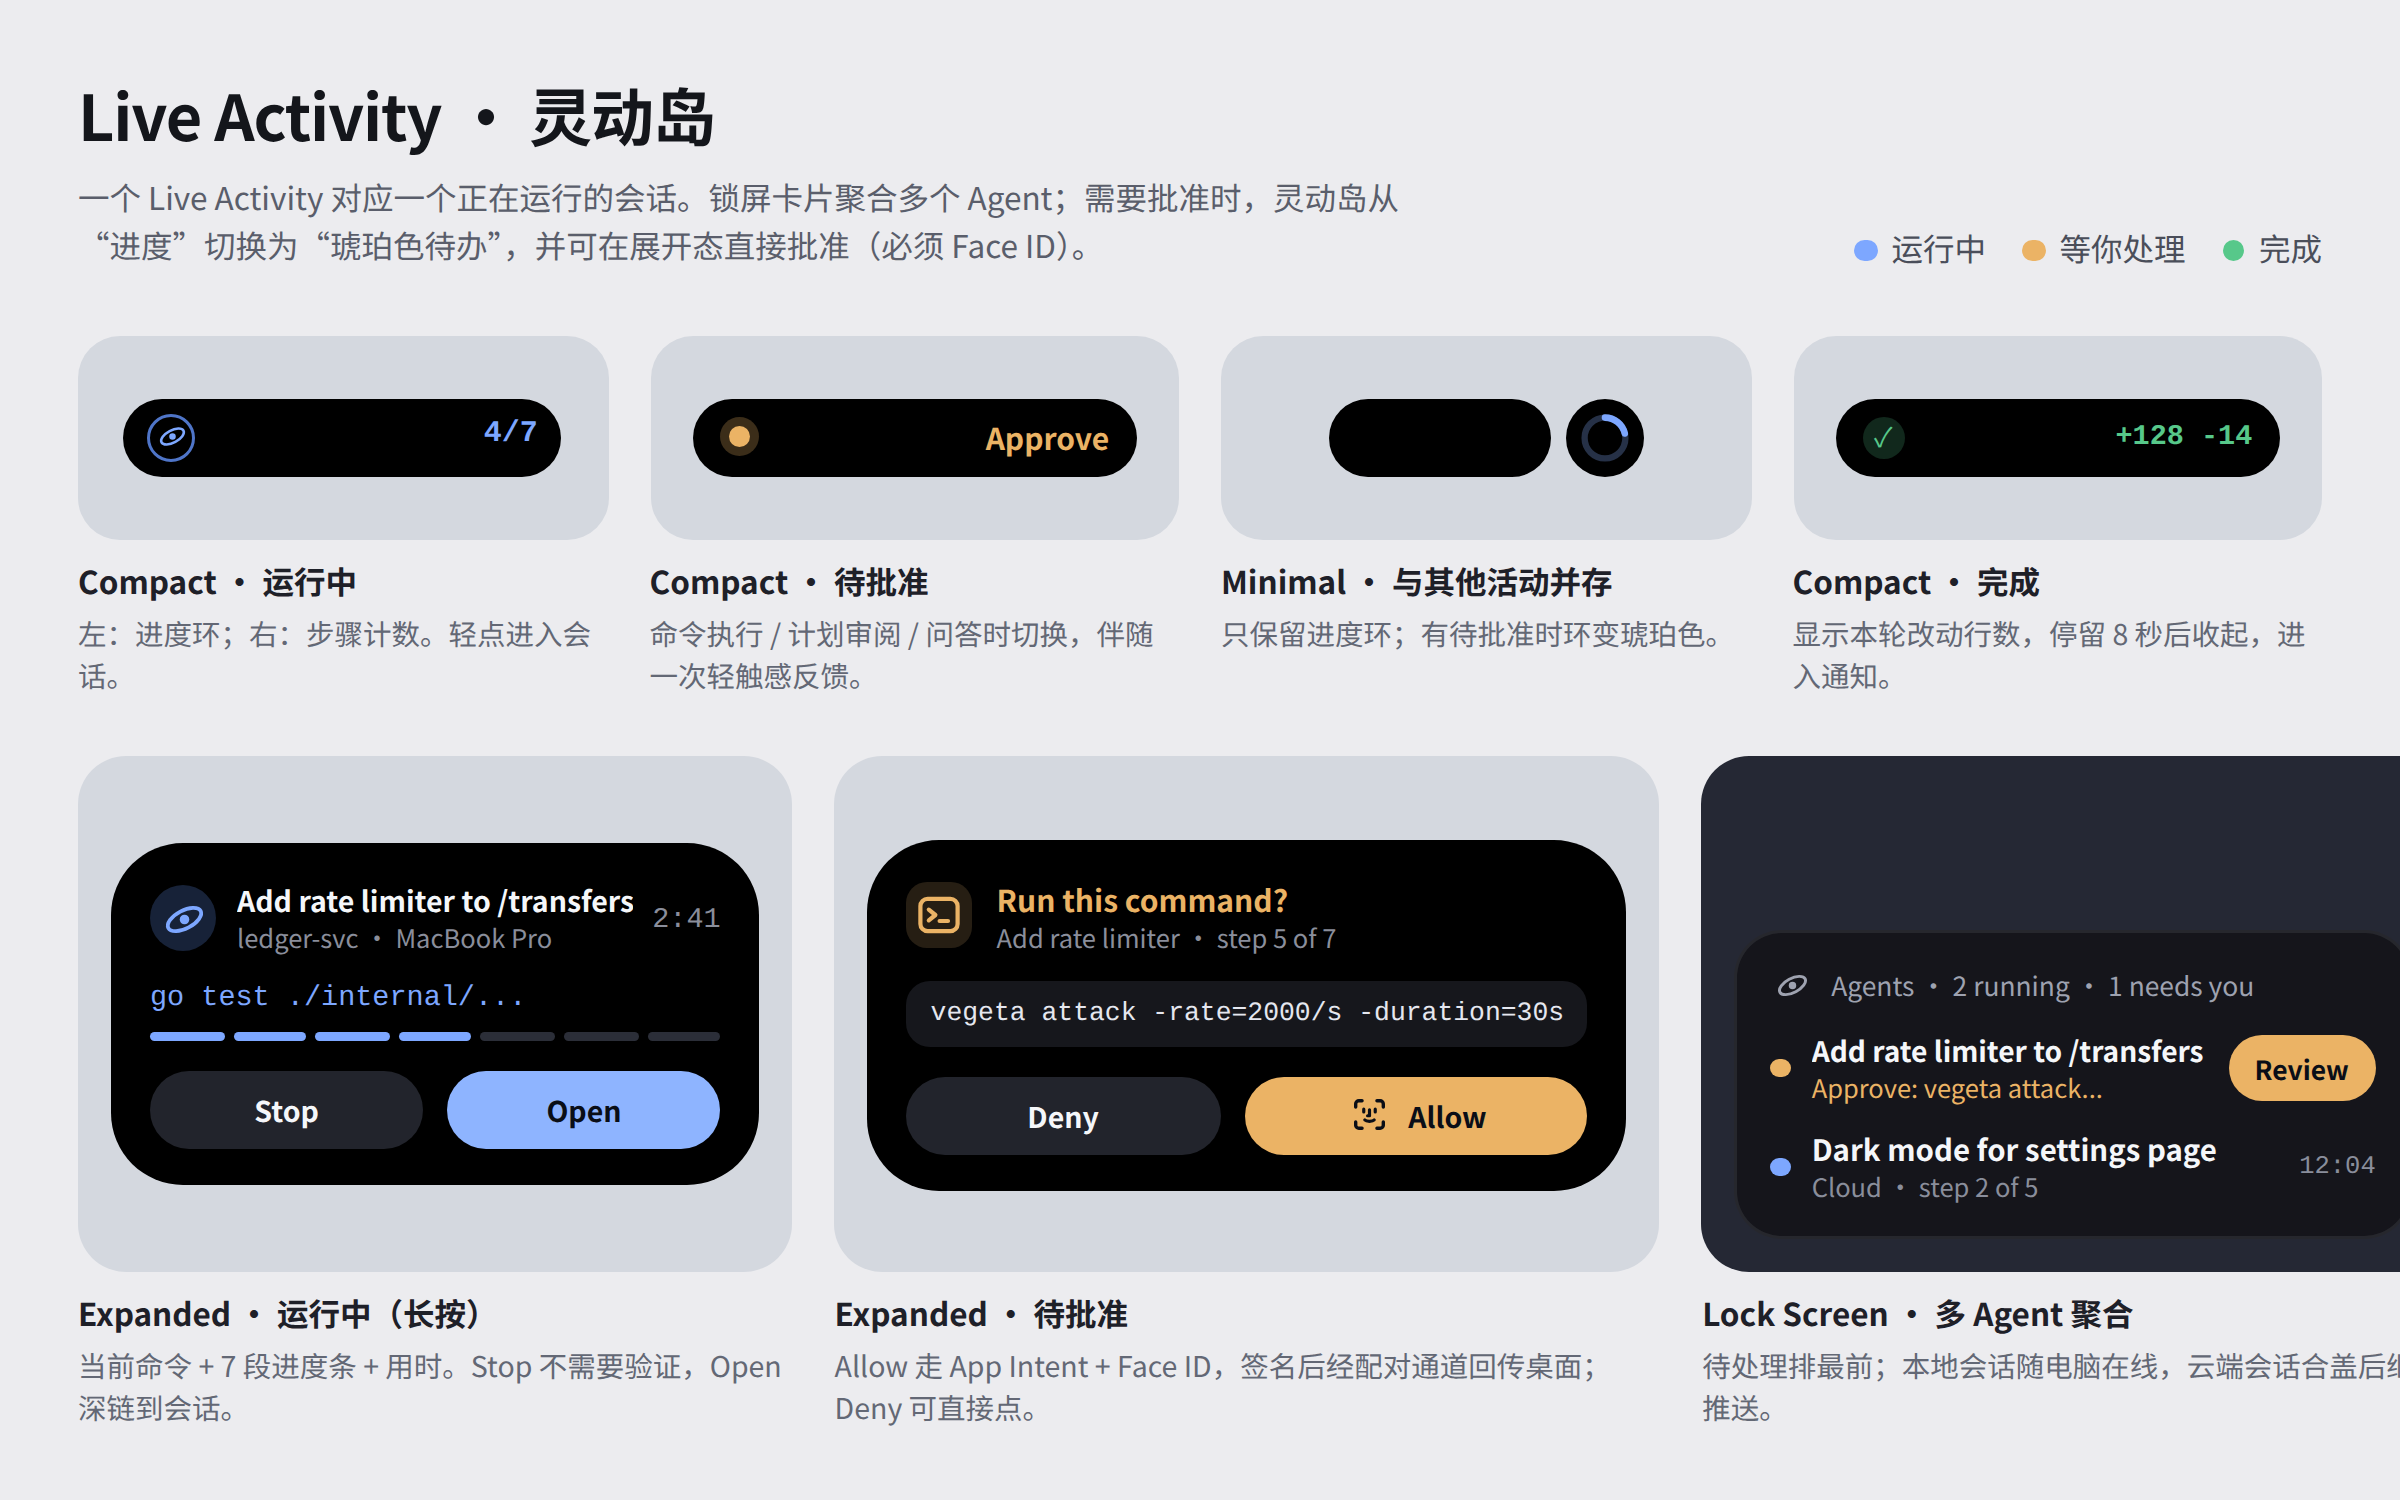 Live Activity · 灵动岛
一个 Live Activity 对应一个正在运行的会话。锁屏卡片聚合多个 Agent；需要批准时，灵动岛从
“进度”切换为“琥珀色待办”，并可在展开态直接批准（必须 Face ID）。
运行中 等你处理 完成
4/7
Approve
+128 -14
Compact · 运行中
左：进度环；右：步骤计数。轻点进入会
话。
Compact · 待批准
命令执行 / 计划审阅 / 问答时切换，伴随
一次轻触感反馈。
Minimal · 与其他活动并存
只保留进度环；有待批准时环变琥珀色。
Compact · 完成
显示本轮改动行数，停留 8 秒后收起，进
入通知。
Add rate limiter to /transfers
2:41
ledger-svc · MacBook Pro
go test ./internal/...
Stop
Open
Run this command?
Add rate limiter · step 5 of 7
vegeta attack -rate=2000/s -duration=30s
Deny
Allow
Agents · 2 running · 1 needs you
Add rate limiter to /transfers
Approve: vegeta attack...
Review
Dark mode for settings page
Cloud · step 2 of 5
12:04
Expanded · 运行中（长按）
当前命令 + 7 段进度条 + 用时。Stop 不需要验证，Open
深链到会话。
Expanded · 待批准
Allow 走 App Intent + Face ID，签名后经配对通道回传桌面；
Deny 可直接点。
Lock Screen · 多 Agent 聚合
待处理排最前；本地会话随电脑在线，云端会话合盖后
推送。